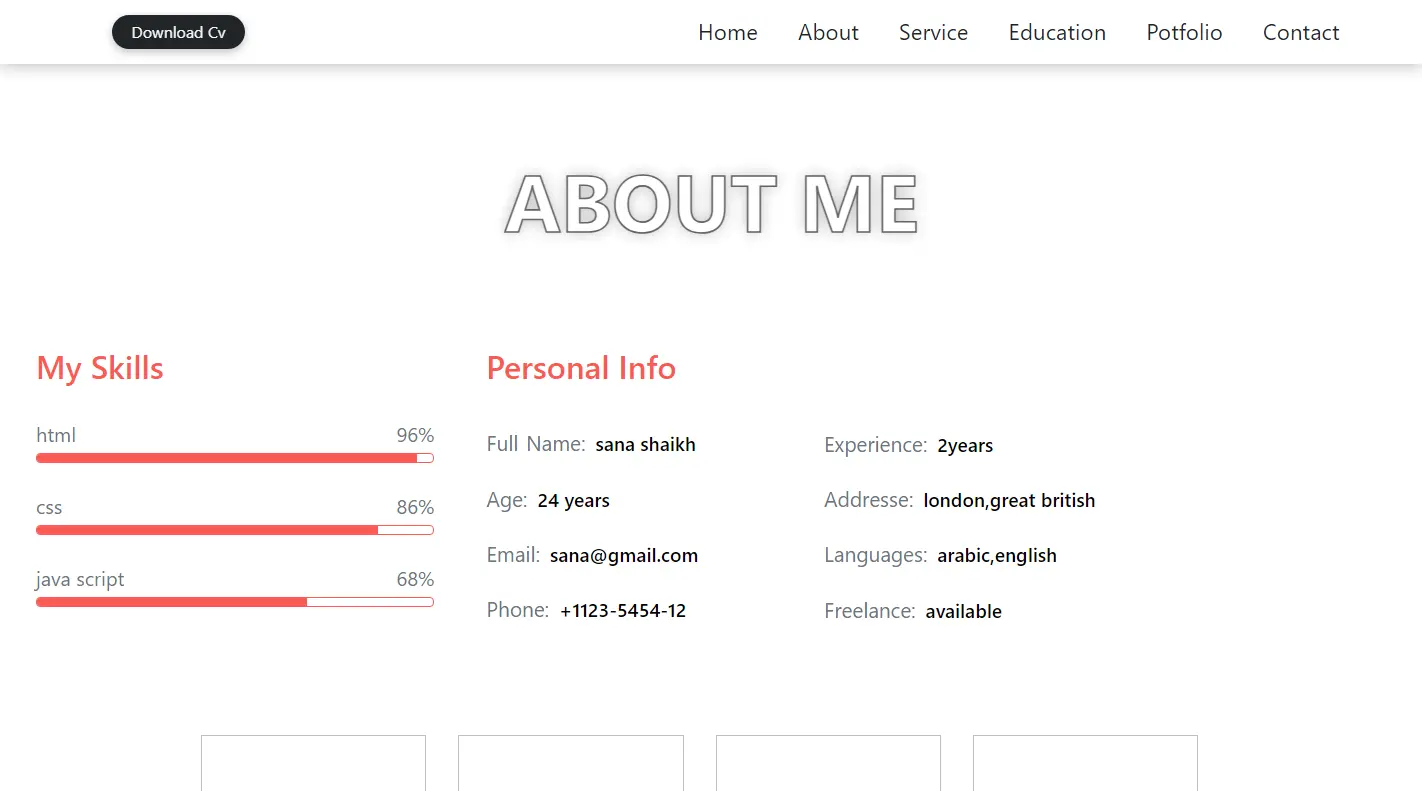 Download Cv Home About Service Education Potfolio Contact
ABOUT ME
My Skills
html 96%
css 86%
java script 68%
Personal Info
Full Name: sana shaikh
Age: 24 years
Email: sana@gmail.com
Phone: +1123-5454-12
Experience: 2years
Addresse: london,great british
Languages: arabic,english
Freelance: available